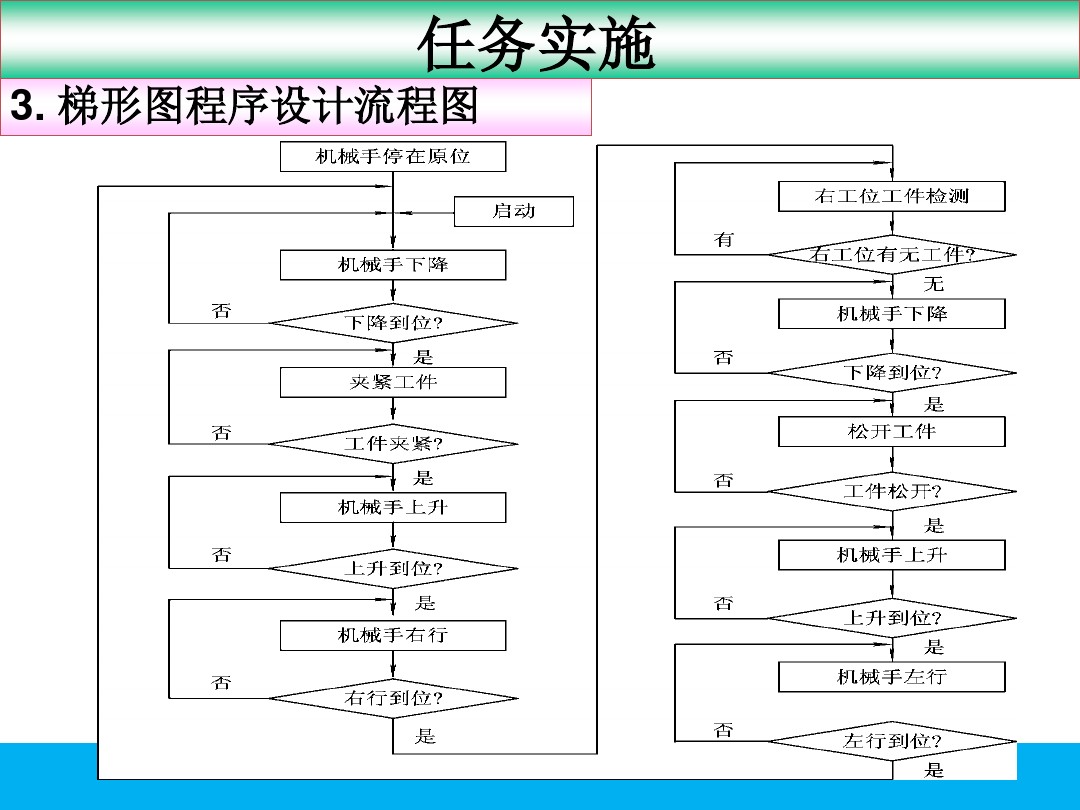 任务实施
3. 梯形图程序设计流程图
机械手停在原位
启动
机械手下降
否
下降到位?
是
夹紧工件
否
工件夹紧?
是
机械手上升
否
上升到位?
是
机械手右行
否
右行到位?
是
右工位工件检测
有
右工位有无工件?
无
机械手下降
否
下降到位?
是
松开工件
否
工件松开?
是
机械手上升
否
上升到位?
是
机械手左行
否
左行到位?
是